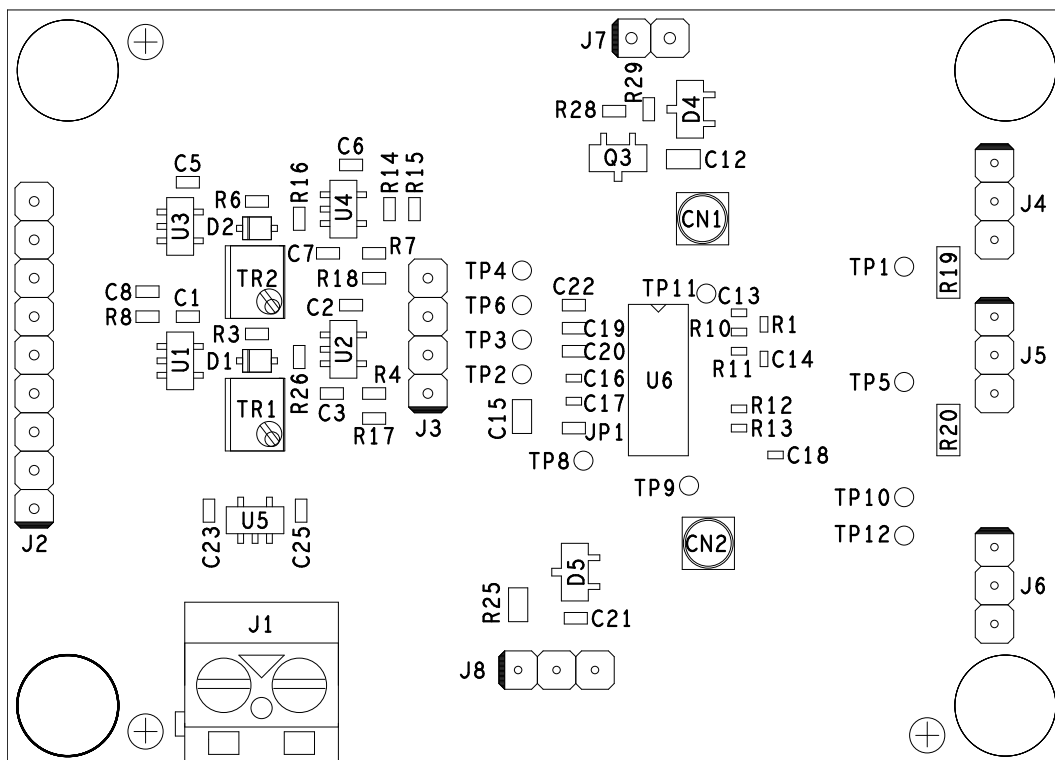 J7
R29
R28
D4
Q3
C12
C6
C5
R16
R14
R15
R6
U4
D2
U3
CN1
J4
C7
R7
TP4
TP1
R19
TR2
R18
C8
C1
C2
TP6
C22
TP11
C13
R8
R3
R10
R1
U1
D1
U2
TP3
C19
C20
R11
C14
J5
R26
R4
TP2
C16
U6
TP5
TR1
C3
C15
C17
R12
R20
J3
R17
JP1
R13
TP8
C18
TP9
TP10
J2
C23
U5
C25
CN2
TP12
D5
J6
R25
C21
J1
J8